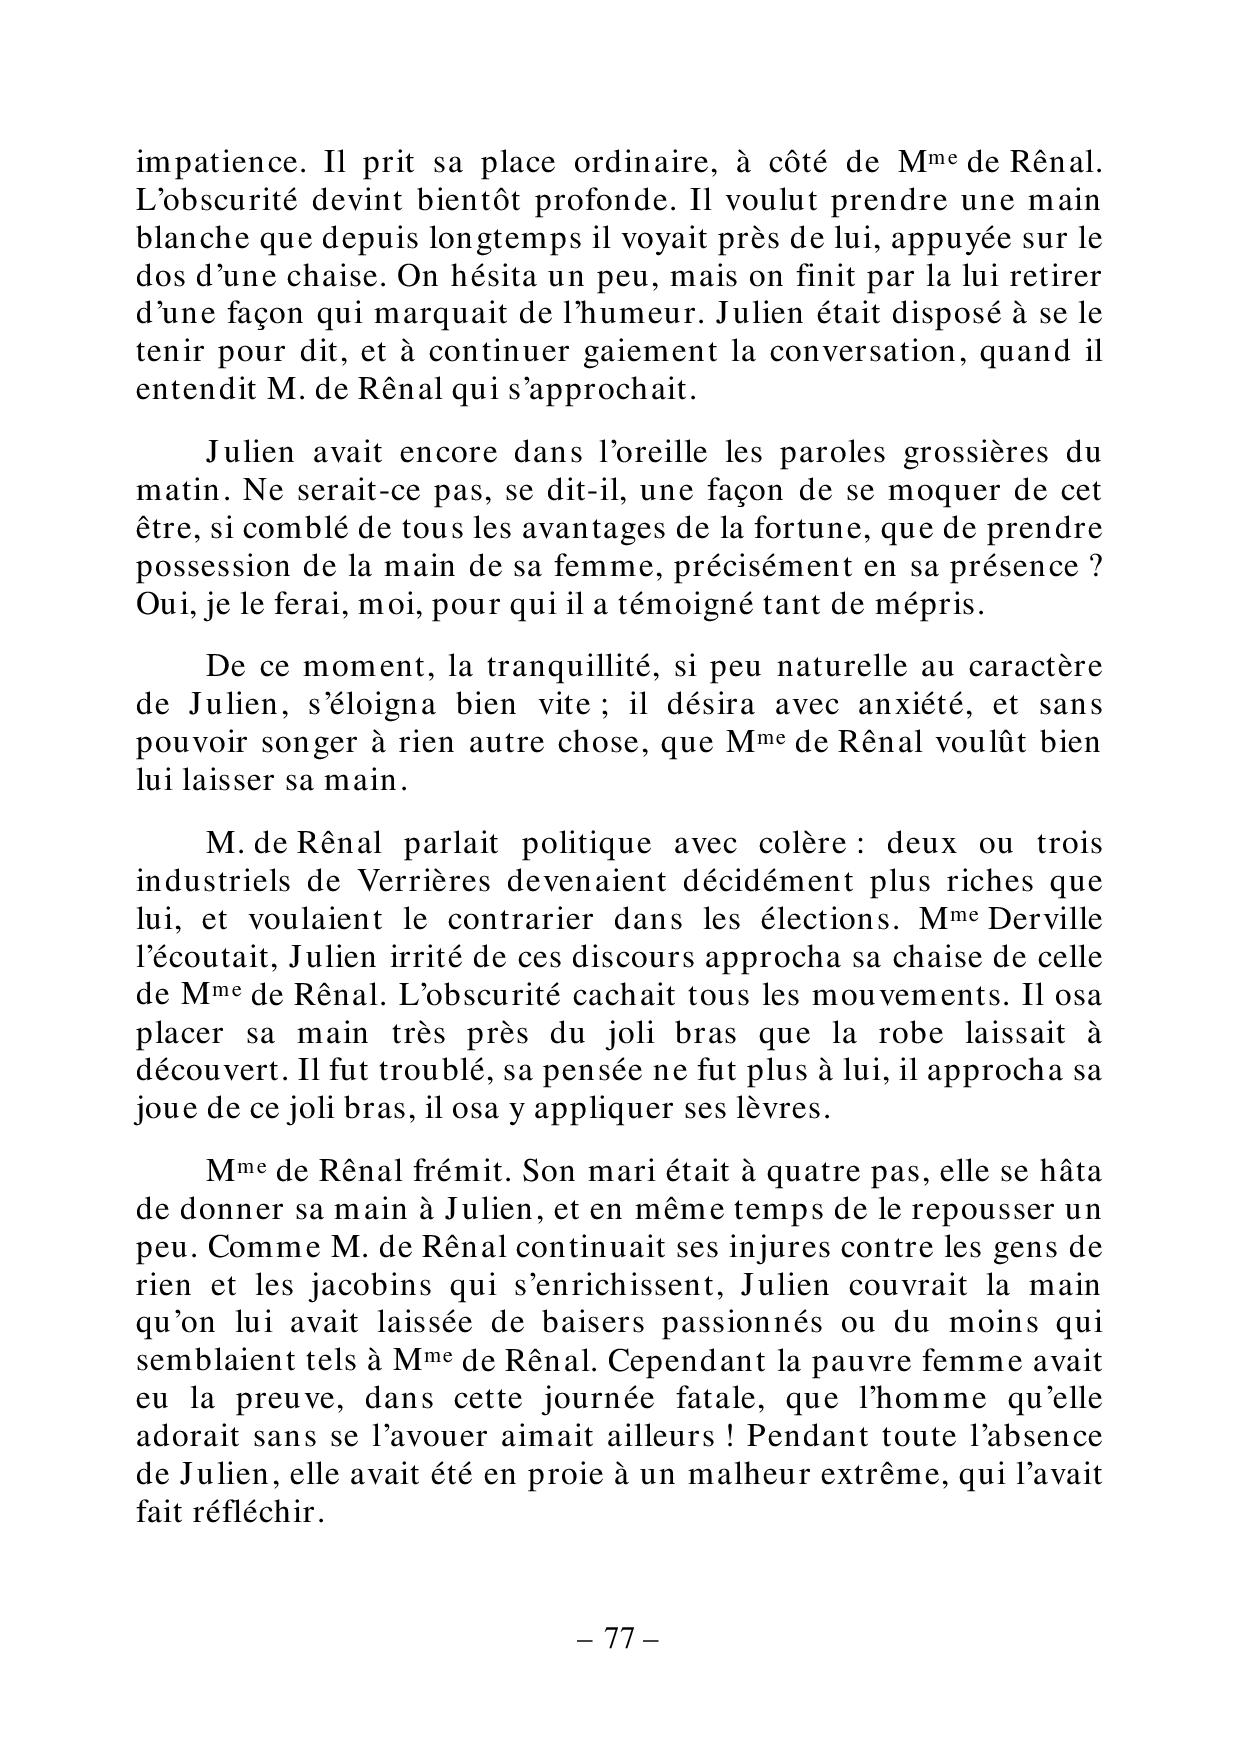 impatience. Il prit sa place ordinaire, à côté de Mme de Rênal.
L’obscurité devint bientôt profonde. Il voulut prendre une main
blanche que depuis longtemps il voyait près de lui, appuyée sur le
dos d’une chaise. On hésita un peu, mais on finit par la lui retirer
d’une façon qui marquait de l’humeur. Julien était disposé à se le
tenir pour dit, et à continuer gaiement la conversation, quand il
entendit M. de Rênal qui s’approchait.
Julien avait encore dans l’oreille les paroles grossières du
matin. Ne serait-ce pas, se dit-il, une façon de se moquer de cet
être, si comblé de tous les avantages de la fortune, que de prendre
possession de la main de sa femme, précisément en sa présence ?
Oui, je le ferai, moi, pour qui il a témoigné tant de mépris.
De ce moment, la tranquillité, si peu naturelle au caractère
de Julien, s’éloigna bien vite ; il désira avec anxiété, et sans
pouvoir songer à rien autre chose, que Mme de Rênal voulût bien
lui laisser sa main.
M. de Rênal parlait politique avec colère : deux ou trois
industriels de Verrières devenaient décidément plus riches que
lui, et voulaient le contrarier dans les élections. Mme Derville
l’écoutait, Julien irrité de ces discours approcha sa chaise de celle
de Mme de Rênal. L’obscurité cachait tous les mouvements. Il osa
placer sa main très près du joli bras que la robe laissait à
découvert. Il fut troublé, sa pensée ne fut plus à lui, il approcha sa
joue de ce joli bras, il osa y appliquer ses lèvres.
Mme de Rênal frémit. Son mari était à quatre pas, elle se hâta
de donner sa main à Julien, et en même temps de le repousser un
peu. Comme M. de Rênal continuait ses injures contre les gens de
rien et les jacobins qui s’enrichissent, Julien couvrait la main
qu’on lui avait laissée de baisers passionnés ou du moins qui
semblaient tels à Mme de Rênal. Cependant la pauvre femme avait
eu la preuve, dans cette journée fatale, que l’homme qu’elle
adorait sans se l’avouer aimait ailleurs ! Pendant toute l’absence
de Julien, elle avait été en proie à un malheur extrême, qui l’avait
fait réfléchir.
– 77 –